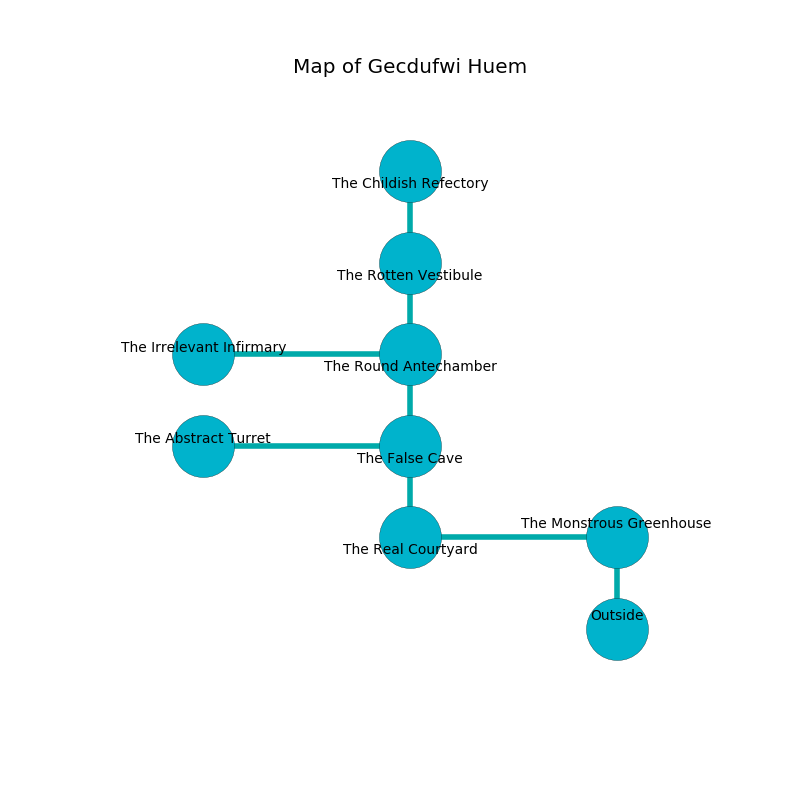 Map of Gecdufwi Huem
The Childish Refectory
The Rotten Vestibule
The Irrelevant Infirmary
The Round Antechamber
The Abstract Turret
The False Cave
The Monstrous Greenhouse
The Real Courtyard
Outside